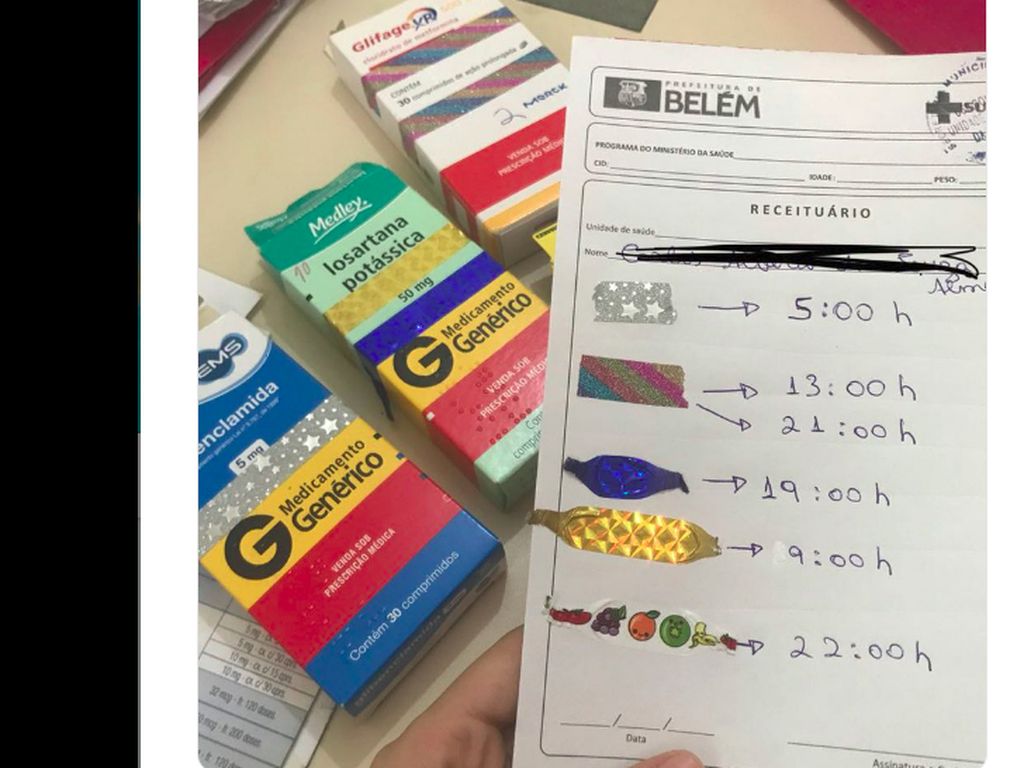 Glifage XR 500
cloridrato de metformina
CONTÉM
30 comprimidos de ação prolongada
2 MERCK
VENDA SOB
PRESCRIÇÃO MÉDICA
Medley.
10 losartana
potássica
50 mg
G Medicamento
Genérico
VENDA SOB
PRESCRIÇÃO MÉDICA
EMS
enclamida
5 mg
G Medicamento
Genérico
VENDA SOB
PRESCRIÇÃO MÉDICA
Contém 30 comprimidos
PREFEITURA DE
BELÉM
SUS
PROGRAMA DO MINISTÉRIO DA SAÚDE
CID: IDADE: PESO:
RECEITUÁRIO
Unidade de saúde
Nome
5:00 h
13:00 h
21:00 h
19:00 h
9:00 h
22:00 h
Data